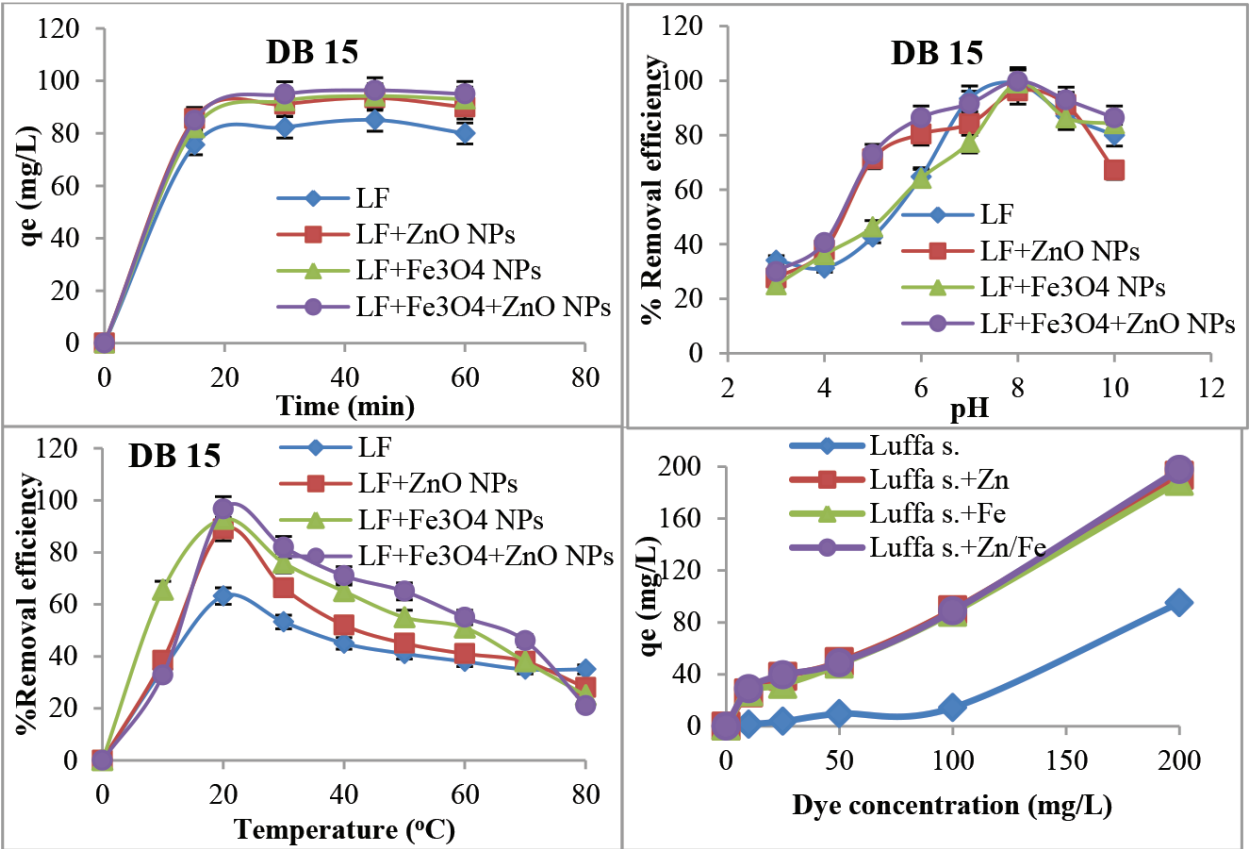 DB 15
120
100
80
60
40
20
0
qe (mg/L)
LF
LF+ZnO NPs
LF+Fe3O4 NPs
LF+Fe3O4+ZnO NPs
0 20 40 60 80
Time (min)
DB 15
120
100
80
60
40
20
0
% Removal efficiency
LF
LF+ZnO NPs
LF+Fe3O4 NPs
LF+Fe3O4+ZnO NPs
2 4 6 8 10 12
pH
DB 15
120
100
80
60
40
20
0
%Removal efficiency
LF
LF+ZnO NPs
LF+Fe3O4 NPs
LF+Fe3O4+ZnO NPs
0 20 40 60 80
Temperature (oC)
200
160
120
80
40
0
qe (mg/L)
Luffa s.
Luffa s.+Zn
Luffa s.+Fe
Luffa s.+Zn/Fe
0 50 100 150 200
Dye concentration (mg/L)